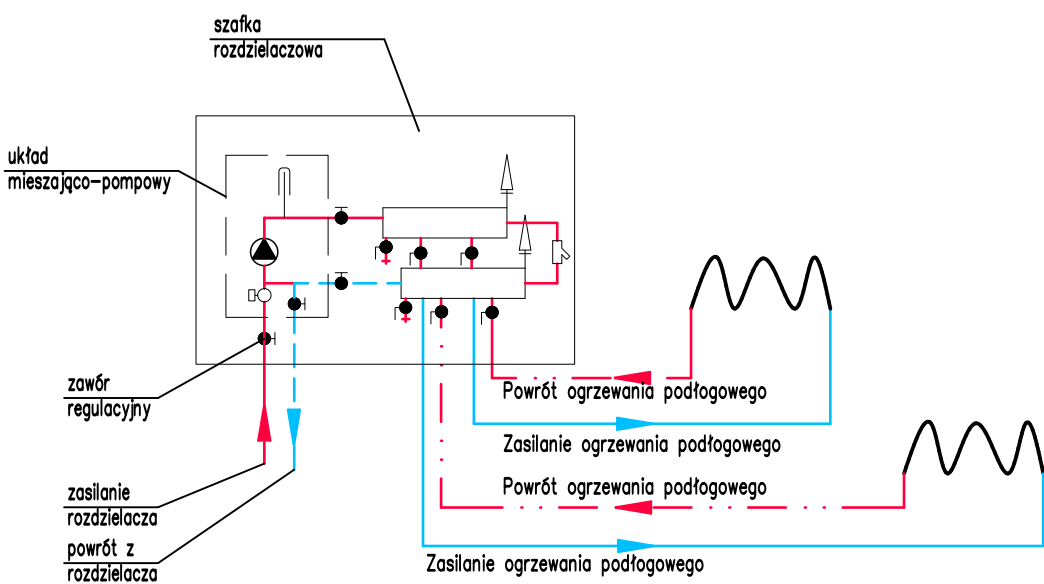 szafka
rozdzielaczowa
układ
mieszająco-pompowy
zawór
regulacyjny
Powrót ogrzewania podłogowego
Zasilanie ogrzewania podłogowego
zasilanie
rozdzielacza
Powrót ogrzewania podłogowego
powrót z
rozdzielacza
Zasilanie ogrzewania podłogowego